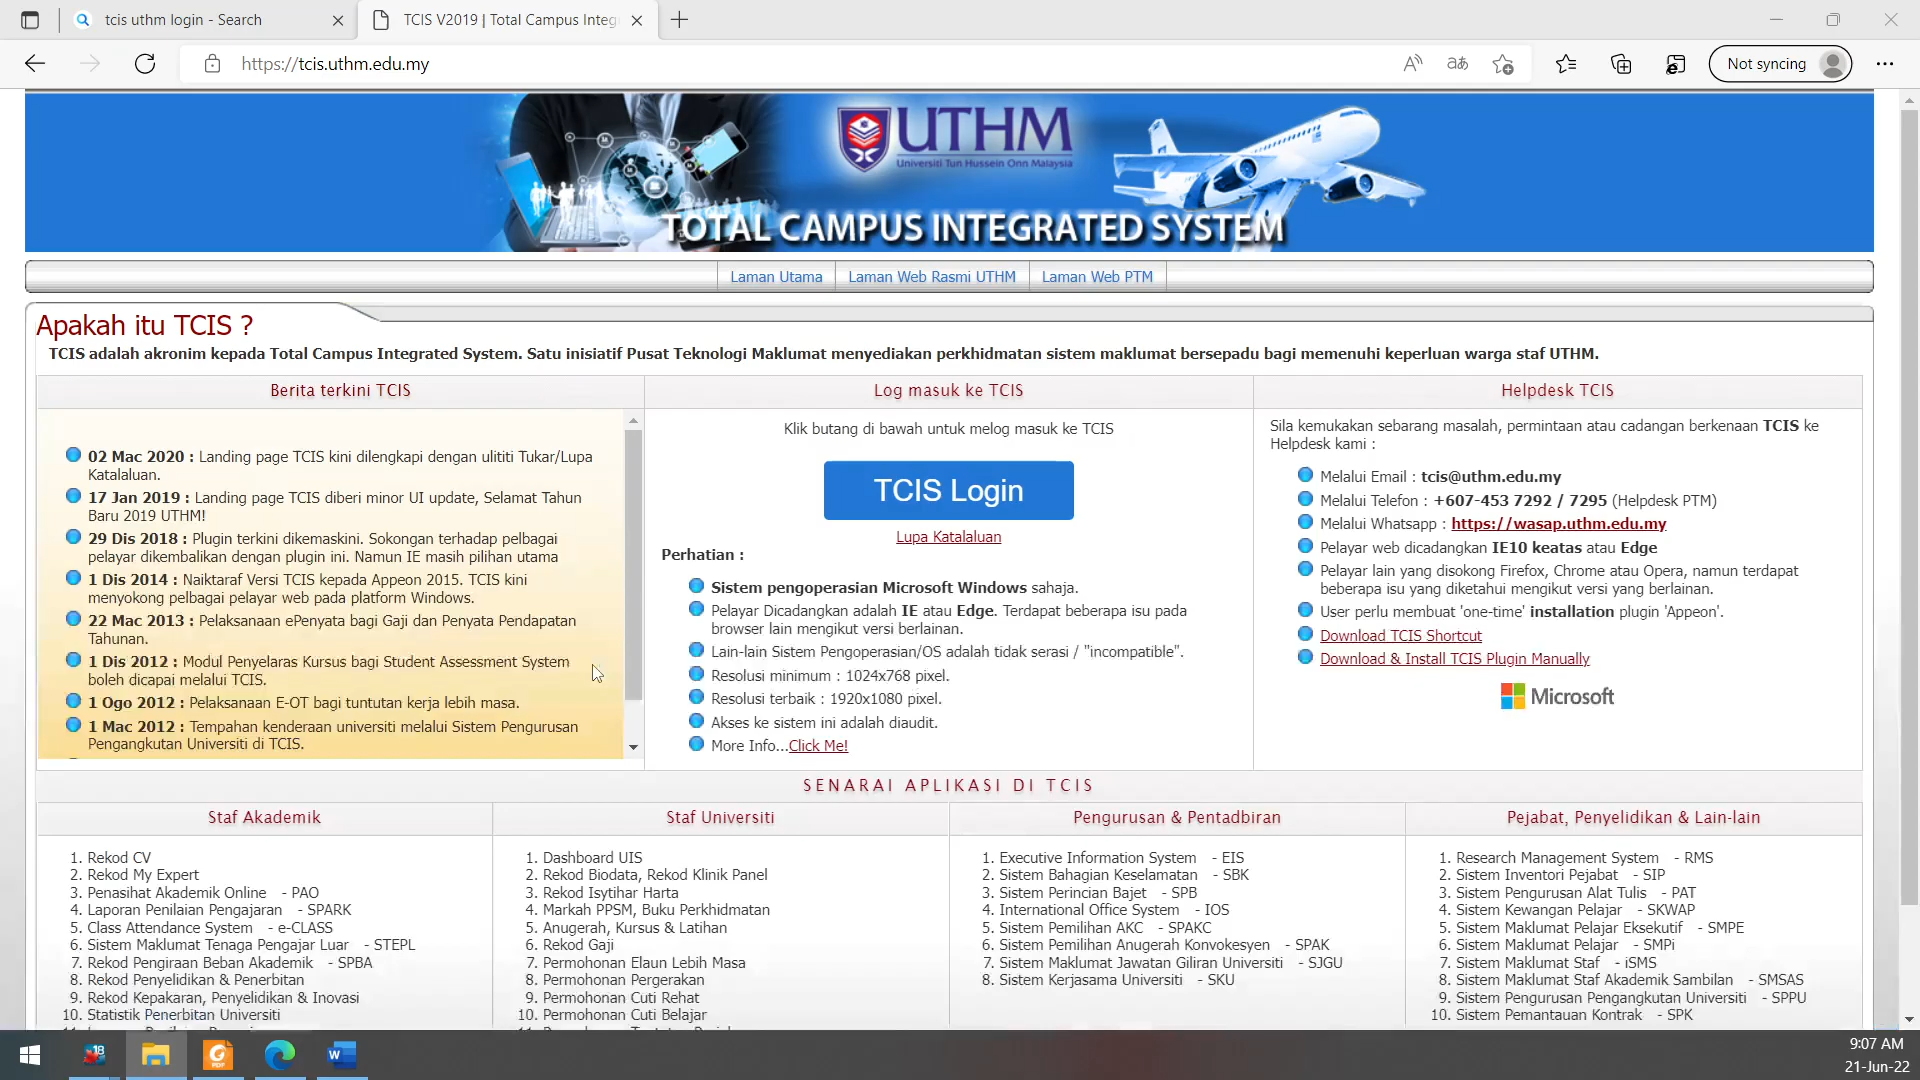 tcis uthm login - Search
TCIS V2019 | Total Campus Integ
https://tcis.uthm.edu.my
Not syncing
UTHM
Universiti Tun Hussein Onn Malaysia
TOTAL CAMPUS INTEGRATED SYSTEM
Laman Utama
Laman Web Rasmi UTHM
Laman Web PTM
Apakah itu TCIS ?
TCIS adalah akronim kepada Total Campus Integrated System. Satu inisiatif Pusat Teknologi Maklumat menyediakan perkhidmatan sistem maklumat bersepadu bagi memenuhi keperluan warga staf UTHM.
Berita terkini TCIS
02 Mac 2020 : Landing page TCIS kini dilengkapi dengan ulititi Tukar/Lupa
Katalaluan.
17 Jan 2019 : Landing page TCIS diberi minor UI update, Selamat Tahun
Baru 2019 UTHM!
29 Dis 2018 : Plugin terkini dikemaskini. Sokongan terhadap pelbagai
pelayar dikembalikan dengan plugin ini. Namun IE masih pilihan utama
1 Dis 2014 : Naiktaraf Versi TCIS kepada Appeon 2015. TCIS kini
menyokong pelbagai pelayar web pada platform Windows.
22 Mac 2013 : Pelaksanaan ePenyata bagi Gaji dan Penyata Pendapatan
Tahunan.
1 Dis 2012 : Modul Penyelaras Kursus bagi Student Assessment System
boleh dicapai melalui TCIS.
1 Ogo 2012 : Pelaksanaan E-OT bagi tuntutan kerja lebih masa.
1 Mac 2012 : Tempahan kenderaan universiti melalui Sistem Pengurusan
Pengangkutan Universiti di TCIS.
Log masuk ke TCIS
Klik butang di bawah untuk melog masuk ke TCIS
TCIS Login
Lupa Katalaluan
Perhatian :
Sistem pengoperasian Microsoft Windows sahaja.
Pelayar Dicadangkan adalah IE atau Edge. Terdapat beberapa isu pada
browser lain mengikut versi berlainan.
Lain-lain Sistem Pengoperasian/OS adalah tidak serasi / "incompatible".
Resolusi minimum : 1024x768 pixel.
Resolusi terbaik : 1920x1080 pixel.
Akses ke sistem ini adalah diaudit.
More Info...Click Me!
Helpdesk TCIS
Sila kemukakan sebarang masalah, permintaan atau cadangan berkenaan TCIS ke
Helpdesk kami :
Melalui Email : tcis@uthm.edu.my
Melalui Telefon : +607-453 7292 / 7295 (Helpdesk PTM)
Melalui Whatsapp : https://wasap.uthm.edu.my
Pelayar web dicadangkan IE10 keatas atau Edge
Pelayar lain yang disokong Firefox, Chrome atau Opera, namun terdapat
beberapa isu yang diketahui mengikut versi yang berlainan.
User perlu membuat 'one-time' installation plugin 'Appeon'.
Download TCIS Shortcut
Download & Install TCIS Plugin Manually
Microsoft
SENARAI APLIKASI DI TCIS
Staf Akademik
1. Rekod CV
2. Rekod My Expert
3. Penasihat Akademik Online - PAO
4. Laporan Penilaian Pengajaran - SPARK
5. Class Attendance System - e-CLASS
6. Sistem Maklumat Tenaga Pengajar Luar - STEPL
7. Rekod Pengiraan Beban Akademik - SPBA
8. Rekod Penyelidikan & Penerbitan
9. Rekod Kepakaran, Penyelidikan & Inovasi
10. Statistik Penerbitan Universiti
Staf Universiti
1. Dashboard UIS
2. Rekod Biodata, Rekod Klinik Panel
3. Rekod Isytihar Harta
4. Markah PPSM, Buku Perkhidmatan
5. Anugerah, Kursus & Latihan
6. Rekod Gaji
7. Permohonan Elaun Lebih Masa
8. Permohonan Pergerakan
9. Permohonan Cuti Rehat
10. Permohonan Cuti Belajar
Pengurusan & Pentadbiran
1. Executive Information System - EIS
2. Sistem Bahagian Keselamatan - SBK
3. Sistem Perincian Bajet - SPB
4. International Office System - IOS
5. Sistem Pemilihan AKC - SPAKC
6. Sistem Pemilihan Anugerah Konvokesyen - SPAK
7. Sistem Maklumat Jawatan Giliran Universiti - SJGU
8. Sistem Kerjasama Universiti - SKU
Pejabat, Penyelidikan & Lain-lain
1. Research Management System - RMS
2. Sistem Inventori Pejabat - SIP
3. Sistem Pengurusan Alat Tulis - PAT
4. Sistem Kewangan Pelajar - SKWAP
5. Sistem Maklumat Pelajar Eksekutif - SMPE
6. Sistem Maklumat Pelajar - SMPi
7. Sistem Maklumat Staf - iSMS
8. Sistem Maklumat Staf Akademik Sambilan - SMSAS
9. Sistem Pengurusan Pengangkutan Universiti - SPPU
10. Sistem Pemantauan Kontrak - SPK
9:07 AM
21-Jun-22